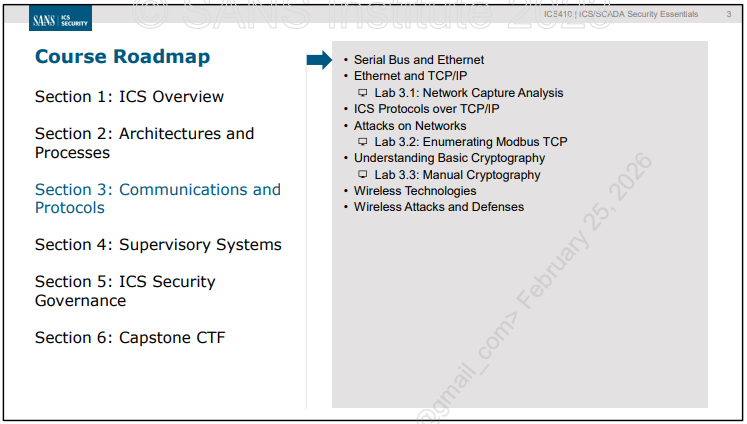 © SANS Institute 2026
SANS | ICS SECURITY
ICS410 | ICS/SCADA Security Essentials 3
Course Roadmap
Section 1: ICS Overview
Section 2: Architectures and
Processes
Section 3: Communications and
Protocols
Section 4: Supervisory Systems
Section 5: ICS Security
Governance
Section 6: Capstone CTF
• Serial Bus and Ethernet
• Ethernet and TCP/IP
Lab 3.1: Network Capture Analysis
• ICS Protocols over TCP/IP
• Attacks on Networks
Lab 3.2: Enumerating Modbus TCP
• Understanding Basic Cryptography
Lab 3.3: Manual Cryptography
• Wireless Technologies
• Wireless Attacks and Defenses
@gmail_com> February 25, 2026